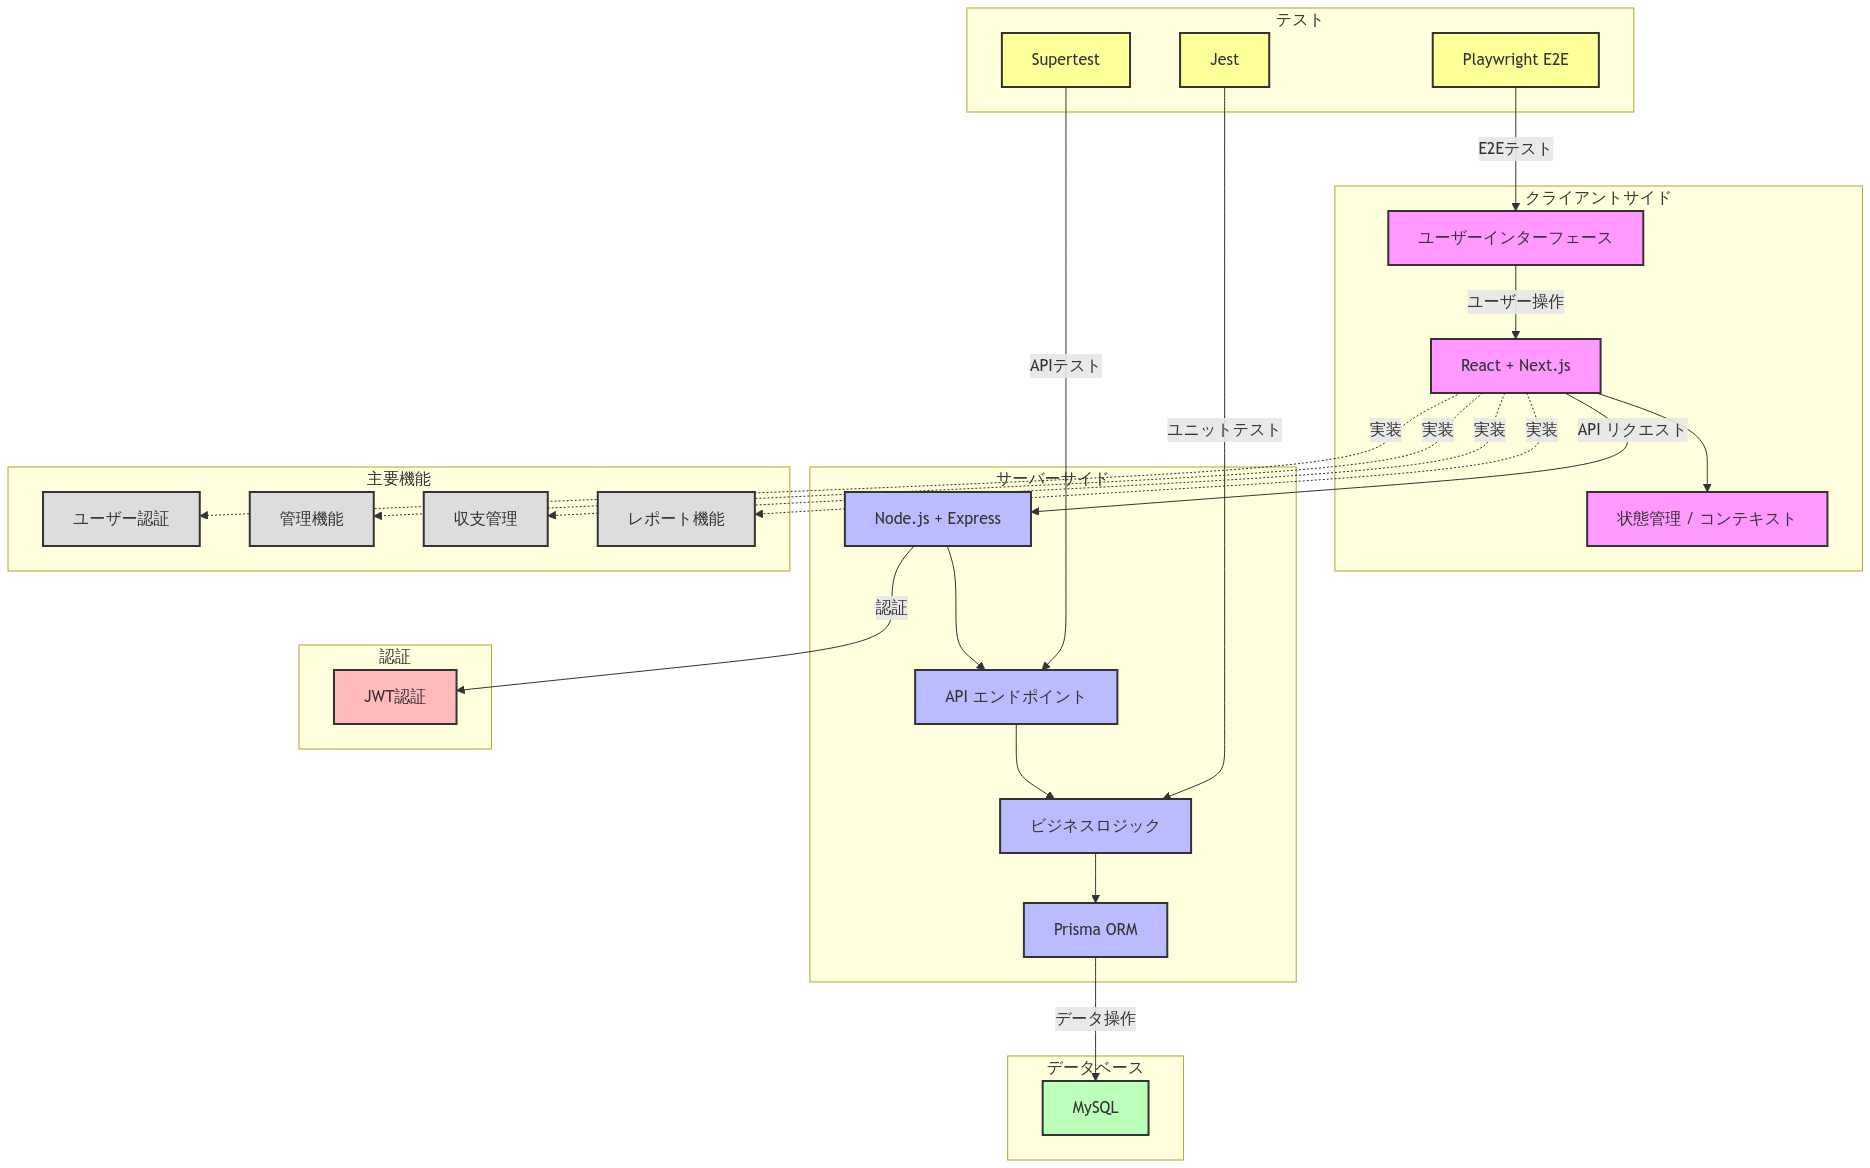 テスト
Supertest
Jest
Playwright E2E
E2Eテスト
クライアントサイド
ユーザーインターフェース
ユーザー操作
React + Next.js
APIテスト
ユニットテスト
実装
実装
実装
実装
API リクエスト
主要機能
ユーザー認証
管理機能
収支管理
レポート機能
サーバーサイド
Node.js + Express
状態管理 / コンテキスト
認証
認証
JWT認証
API エンドポイント
ビジネスロジック
Prisma ORM
データ操作
データベース
MySQL